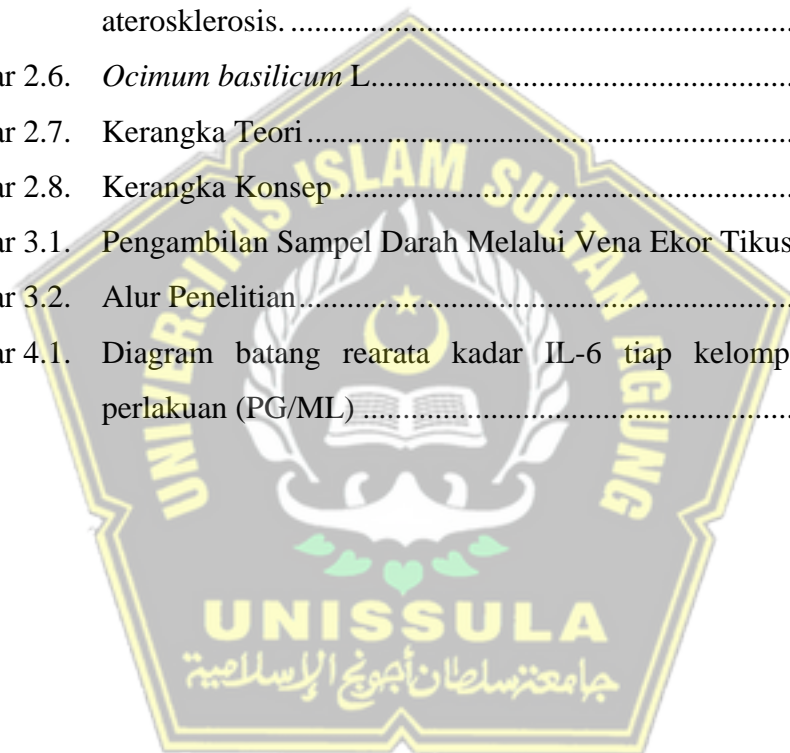 aterosklerosis. ................................................................................
ar 2.6. Ocimum basilicum L................................................................
ar 2.7. Kerangka Teori ........................................................................
ar 2.8. Kerangka Konsep ....................................................................
ar 3.1. Pengambilan Sampel Darah Melalui Vena Ekor Tikus
ar 3.2. Alur Penelitian..........................................................................
ar 4.1. Diagram batang rearata kadar IL-6 tiap kelomp
perlakuan (PG/ML) ................................................................
UNIVERSITAS ISLAM SULTAN AGUNG
UNISSULA
جامعنسلطان أجونج الإسلامية